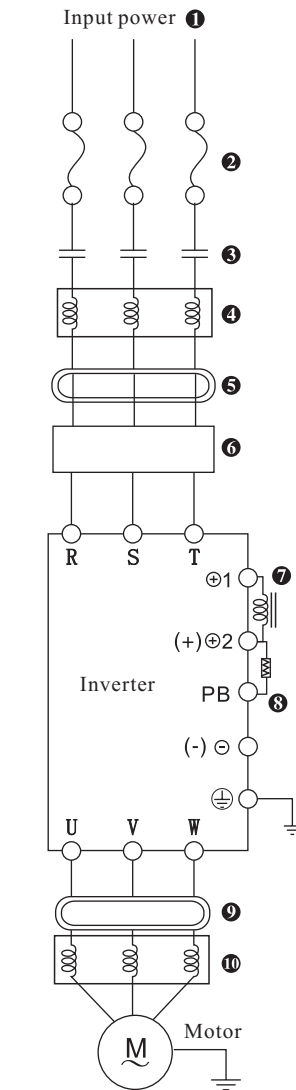 Input power ❶
❷
❸
❹
❺
❻
R S T
⊕1 ❼
(+)⊕2
Inverter
PB ❽
(-) ⊖
U V W
❾
❿
M Motor